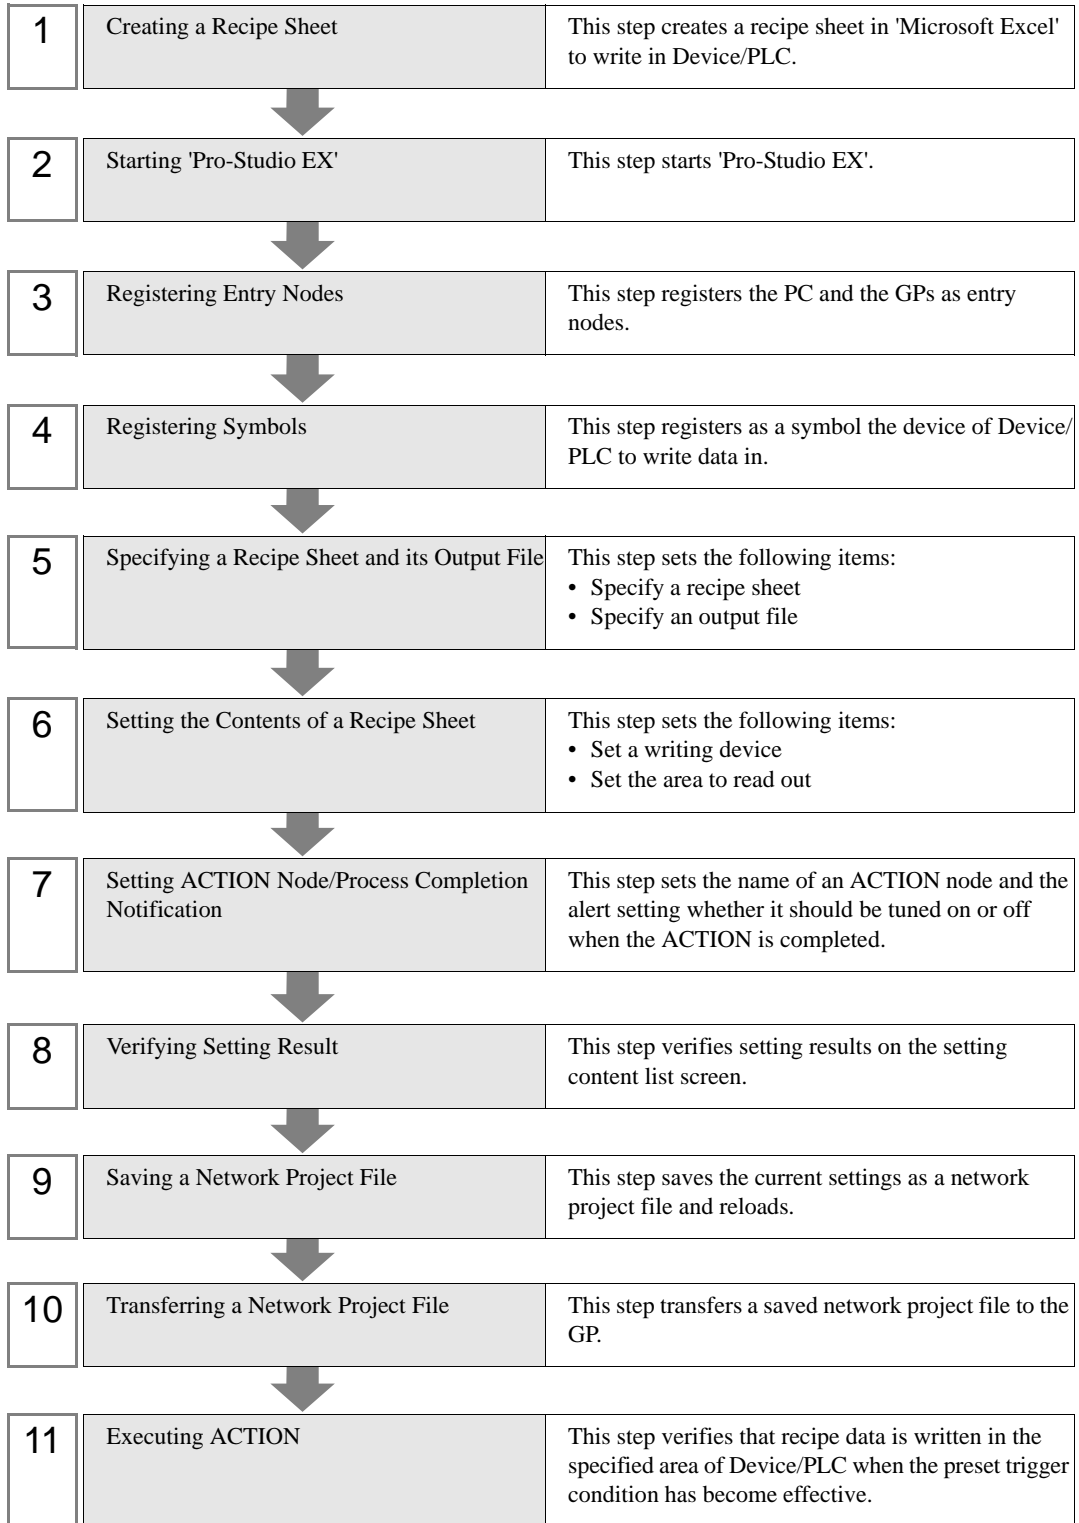 1
Creating a Recipe Sheet
This step creates a recipe sheet in 'Microsoft Excel'
to write in Device/PLC.
2
Starting 'Pro-Studio EX'
This step starts 'Pro-Studio EX'.
3
Registering Entry Nodes
This step registers the PC and the GPs as entry
nodes.
4
Registering Symbols
This step registers as a symbol the device of Device/
PLC to write data in.
5
Specifying a Recipe Sheet and its Output File
This step sets the following items:
• Specify a recipe sheet
• Specify an output file
6
Setting the Contents of a Recipe Sheet
This step sets the following items:
• Set a writing device
• Set the area to read out
7
Setting ACTION Node/Process Completion
Notification
This step sets the name of an ACTION node and the
alert setting whether it should be tuned on or off
when the ACTION is completed.
8
Verifying Setting Result
This step verifies setting results on the setting
content list screen.
9
Saving a Network Project File
This step saves the current settings as a network
project file and reloads.
10
Transferring a Network Project File
This step transfers a saved network project file to the
GP.
11
Executing ACTION
This step verifies that recipe data is written in the
specified area of Device/PLC when the preset trigger
condition has become effective.